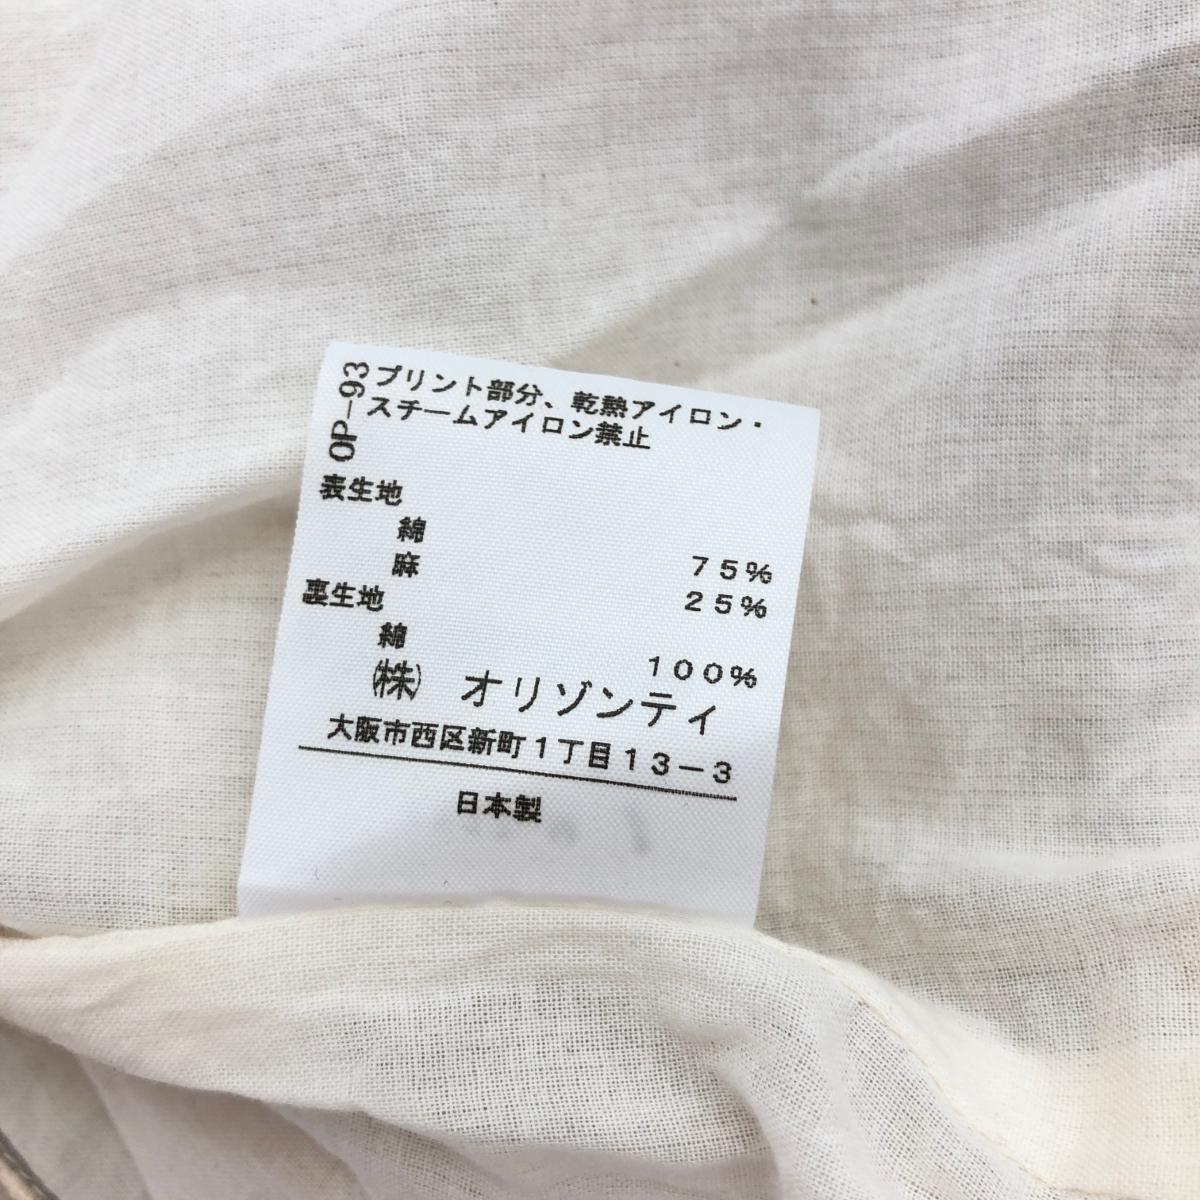 OP-93
プリント部分、乾熱アイロン・
スチームアイロン禁止
表生地
綿 75%
麻 25%
裏生地
綿 100%
㈱ オリゾンティ
大阪市西区新町1丁目13-3
日本製